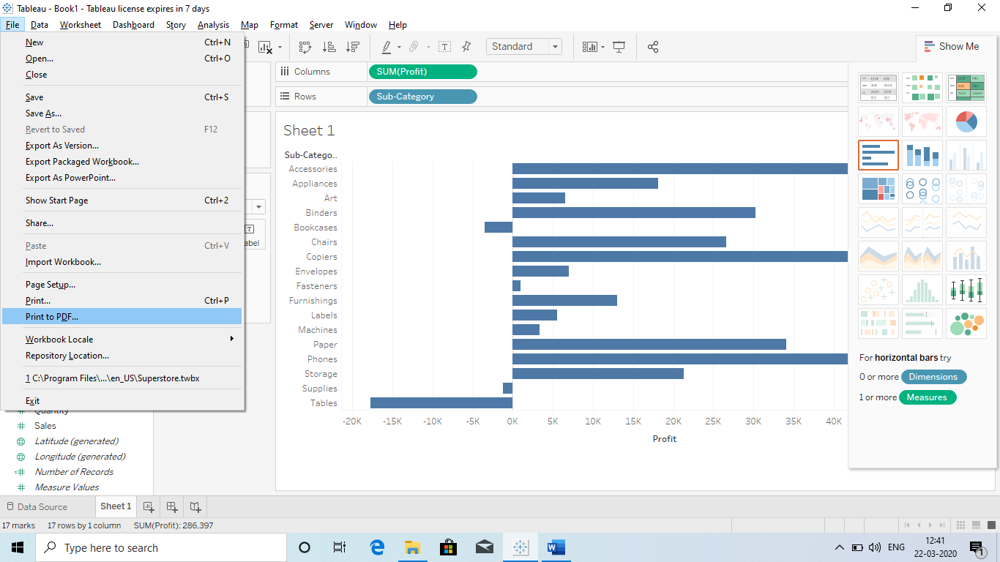 Tableau - Book1 - Tableau license expires in 7 days
File Data Worksheet Dashboard Story Analysis Map Format Server Window Help
New Ctrl+N
Open... Ctrl+O
Close
Save Ctrl+S
Save As...
Revert to Saved F12
Export As Version...
Export Packaged Workbook...
Export As PowerPoint...
Show Start Page Ctrl+2
Share...
Paste Ctrl+V
Import Workbook...
Page Setup...
Print... Ctrl+P
Print to PDF...
Workbook Locale
Repository Location...
1 C:\Program Files\...\en_US\Superstore.twbx
Exit
Quantity
Sales
Latitude (generated)
Longitude (generated)
Number of Records
Measure Values
Standard
Columns SUM(Profit)
Rows Sub-Category
Sheet 1
Sub-Catego..
Accessories
Appliances
Art
Binders
Bookcases
Chairs
Copiers
Envelopes
Fasteners
Furnishings
Labels
Machines
Paper
Phones
Storage
Supplies
Tables
-20K -15K -10K -5K 0K 5K 10K 15K 20K 25K 30K 35K 40K
Profit
Show Me
For horizontal bars try
0 or more Dimensions
1 or more Measures
Data Source Sheet 1
17 marks 17 rows by 1 column SUM(Profit): 286,397
Type here to search
ENG
12:41
22-03-2020
1